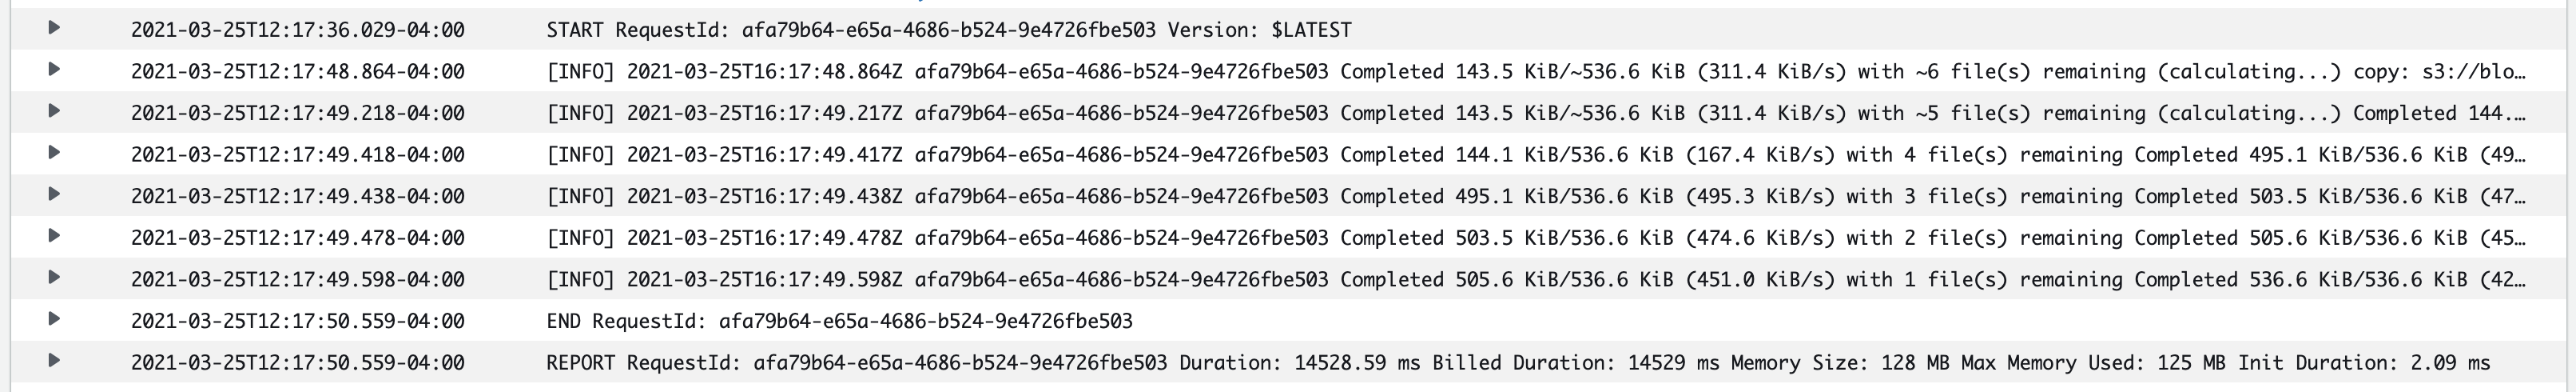 2021-03-25T12:17:36.029-04:00 START RequestId: afa79b64-e65a-4686-b524-9e4726fbe503 Version: $LATEST
2021-03-25T12:17:48.864-04:00 [INFO] 2021-03-25T16:17:48.864Z afa79b64-e65a-4686-b524-9e4726fbe503 Completed 143.5 KiB/~536.6 KiB (311.4 KiB/s) with ~6 file(s) remaining (calculating...) copy: s3://blo…
2021-03-25T12:17:49.218-04:00 [INFO] 2021-03-25T16:17:49.217Z afa79b64-e65a-4686-b524-9e4726fbe503 Completed 143.5 KiB/~536.6 KiB (311.4 KiB/s) with ~5 file(s) remaining (calculating...) Completed 144.…
2021-03-25T12:17:49.418-04:00 [INFO] 2021-03-25T16:17:49.417Z afa79b64-e65a-4686-b524-9e4726fbe503 Completed 144.1 KiB/536.6 KiB (167.4 KiB/s) with 4 file(s) remaining Completed 495.1 KiB/536.6 KiB (49…
2021-03-25T12:17:49.438-04:00 [INFO] 2021-03-25T16:17:49.438Z afa79b64-e65a-4686-b524-9e4726fbe503 Completed 495.1 KiB/536.6 KiB (495.3 KiB/s) with 3 file(s) remaining Completed 503.5 KiB/536.6 KiB (47…
2021-03-25T12:17:49.478-04:00 [INFO] 2021-03-25T16:17:49.478Z afa79b64-e65a-4686-b524-9e4726fbe503 Completed 503.5 KiB/536.6 KiB (474.6 KiB/s) with 2 file(s) remaining Completed 505.6 KiB/536.6 KiB (45…
2021-03-25T12:17:49.598-04:00 [INFO] 2021-03-25T16:17:49.598Z afa79b64-e65a-4686-b524-9e4726fbe503 Completed 505.6 KiB/536.6 KiB (451.0 KiB/s) with 1 file(s) remaining Completed 536.6 KiB/536.6 KiB (42…
2021-03-25T12:17:50.559-04:00 END RequestId: afa79b64-e65a-4686-b524-9e4726fbe503
2021-03-25T12:17:50.559-04:00 REPORT RequestId: afa79b64-e65a-4686-b524-9e4726fbe503 Duration: 14528.59 ms Billed Duration: 14529 ms Memory Size: 128 MB Max Memory Used: 125 MB Init Duration: 2.09 ms